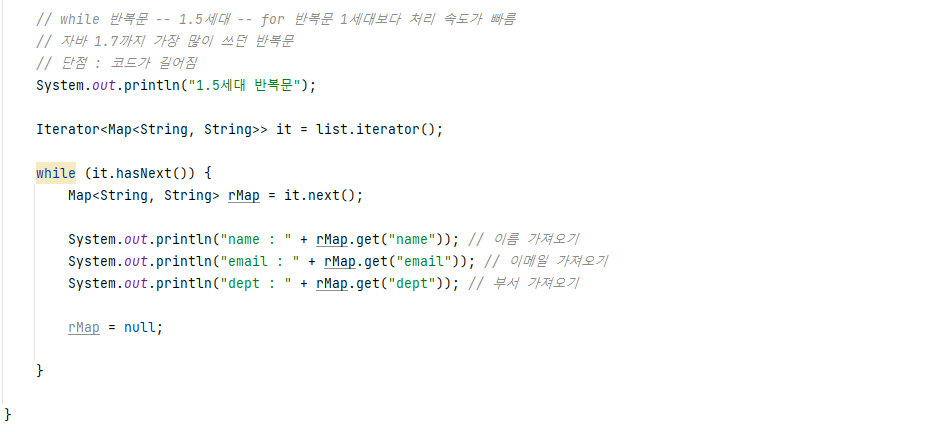 // while 반복문 -- 1.5세대 -- for 반복문 1세대보다 처리 속도가 빠름
// 자바 1.7까지 가장 많이 쓰던 반복문
// 단점 : 코드가 길어짐
System.out.println("1.5세대 반복문");
Iterator<Map<String, String>> it = list.iterator();
while (it.hasNext()) {
Map<String, String> rMap = it.next();
System.out.println("name : " + rMap.get("name")); // 이름 가져오기
System.out.println("email : " + rMap.get("email")); // 이메일 가져오기
System.out.println("dept : " + rMap.get("dept")); // 부서 가져오기
rMap = null;
}
}